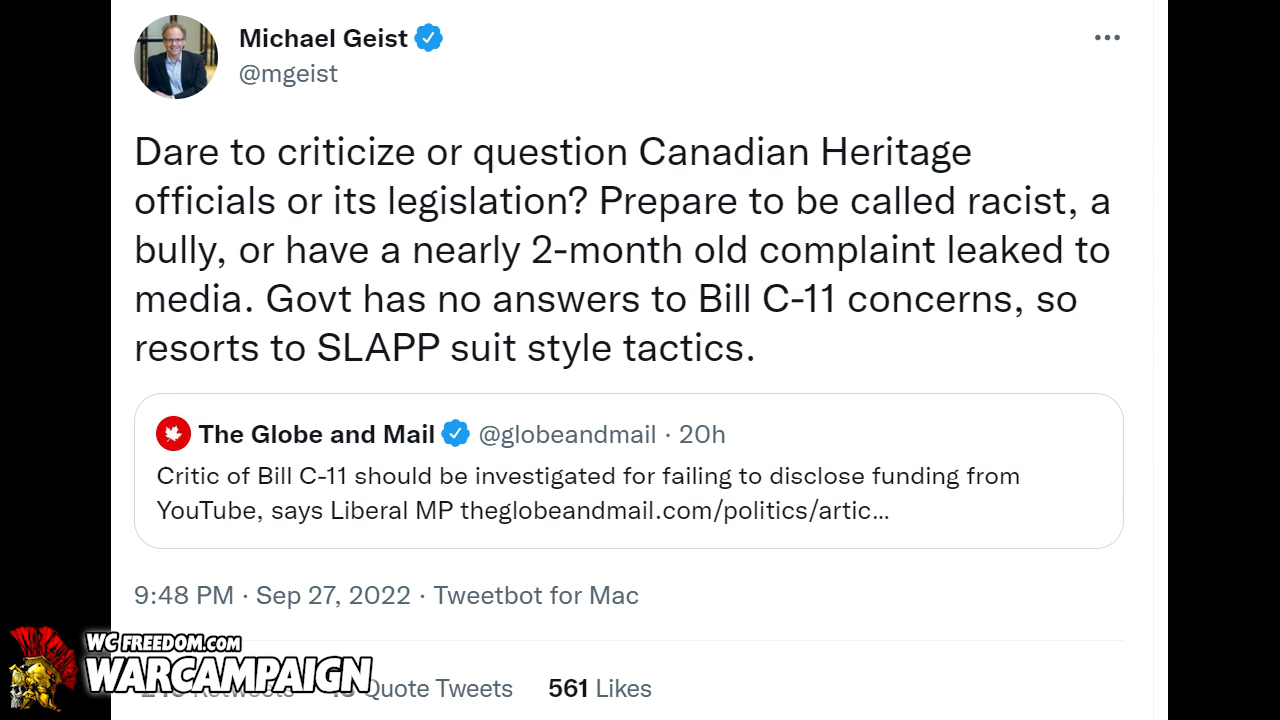 Michael Geist
@mgeist
Dare to criticize or question Canadian Heritage
officials or its legislation? Prepare to be called racist, a
bully, or have a nearly 2-month old complaint leaked to
media. Govt has no answers to Bill C-11 concerns, so
resorts to SLAPP suit style tactics.
The Globe and Mail @globeandmail · 20h
Critic of Bill C-11 should be investigated for failing to disclose funding from
YouTube, says Liberal MP theglobeandmail.com/politics/artic...
9:48 PM · Sep 27, 2022 · Tweetbot for Mac
WC FREEDOM.COM
WARCAMPAIGN
Quote Tweets 561 Likes